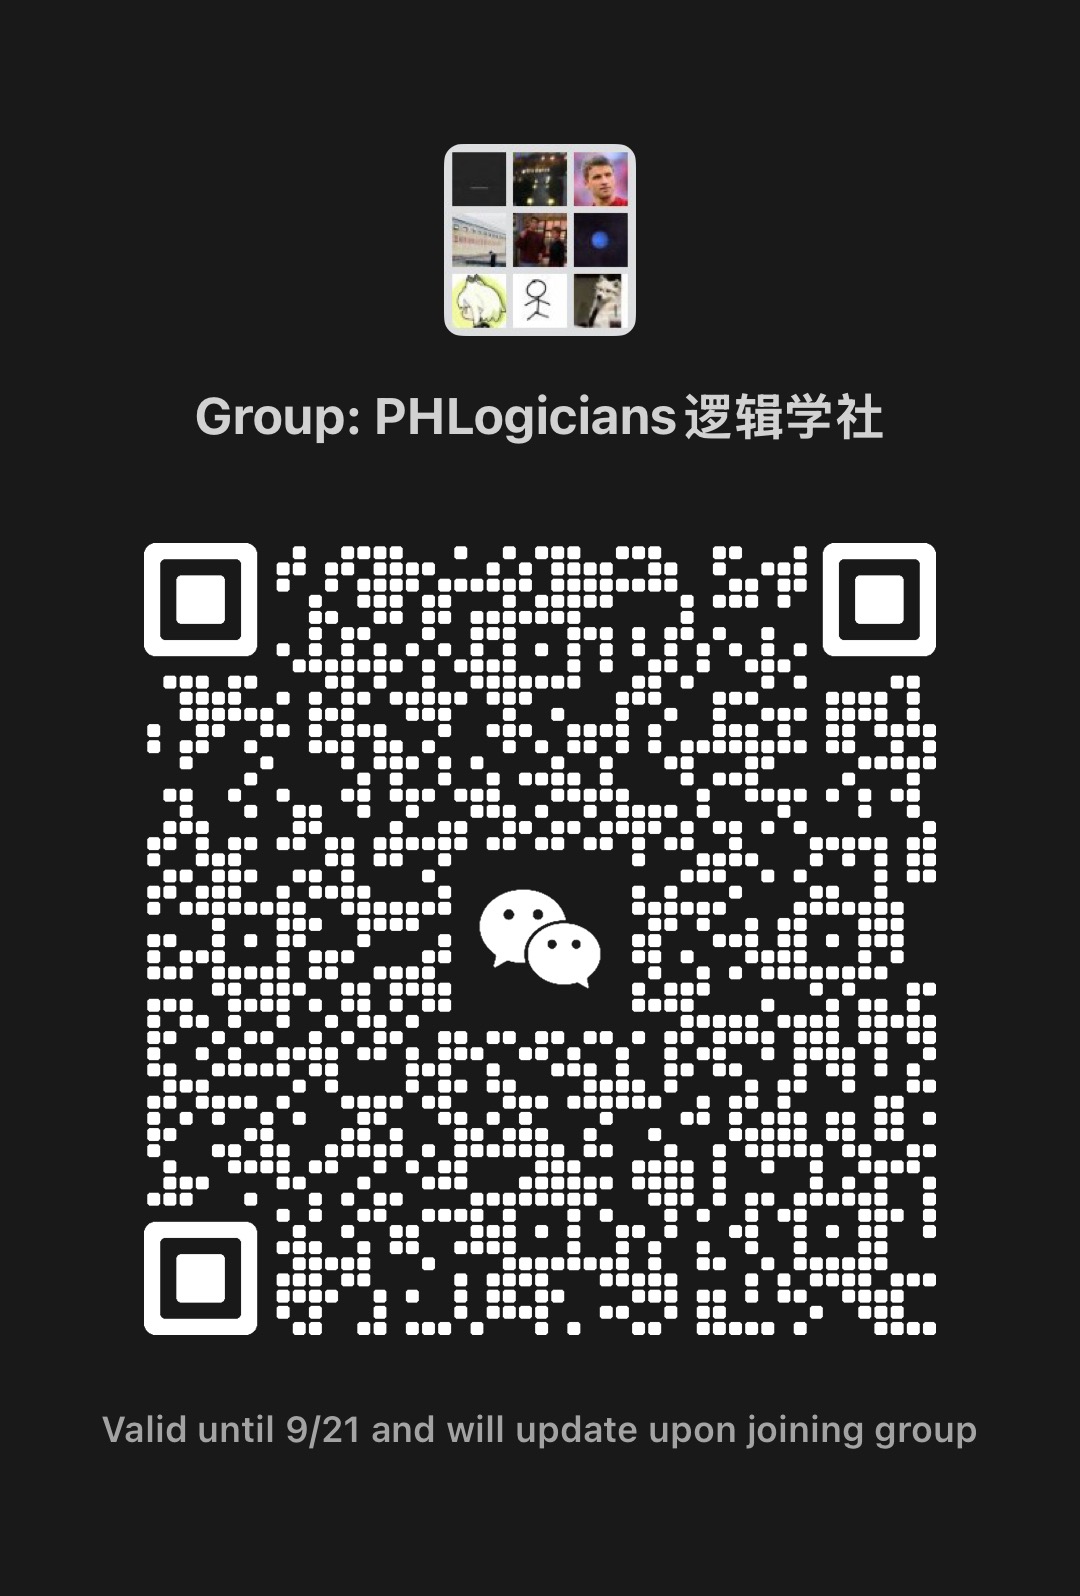 Group: PHLogicians逻辑学社
Valid until 9/21 and will update upon joining group